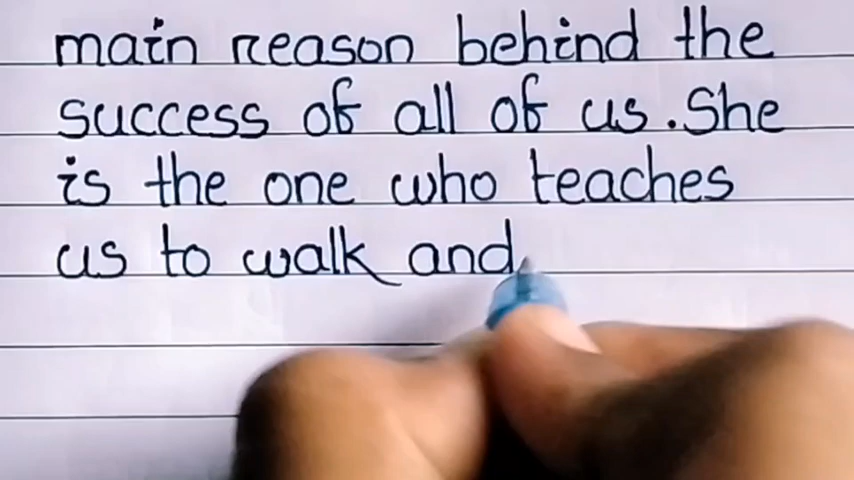 main reason behind the
success of all of us.She
is the one who teaches
us to walk and